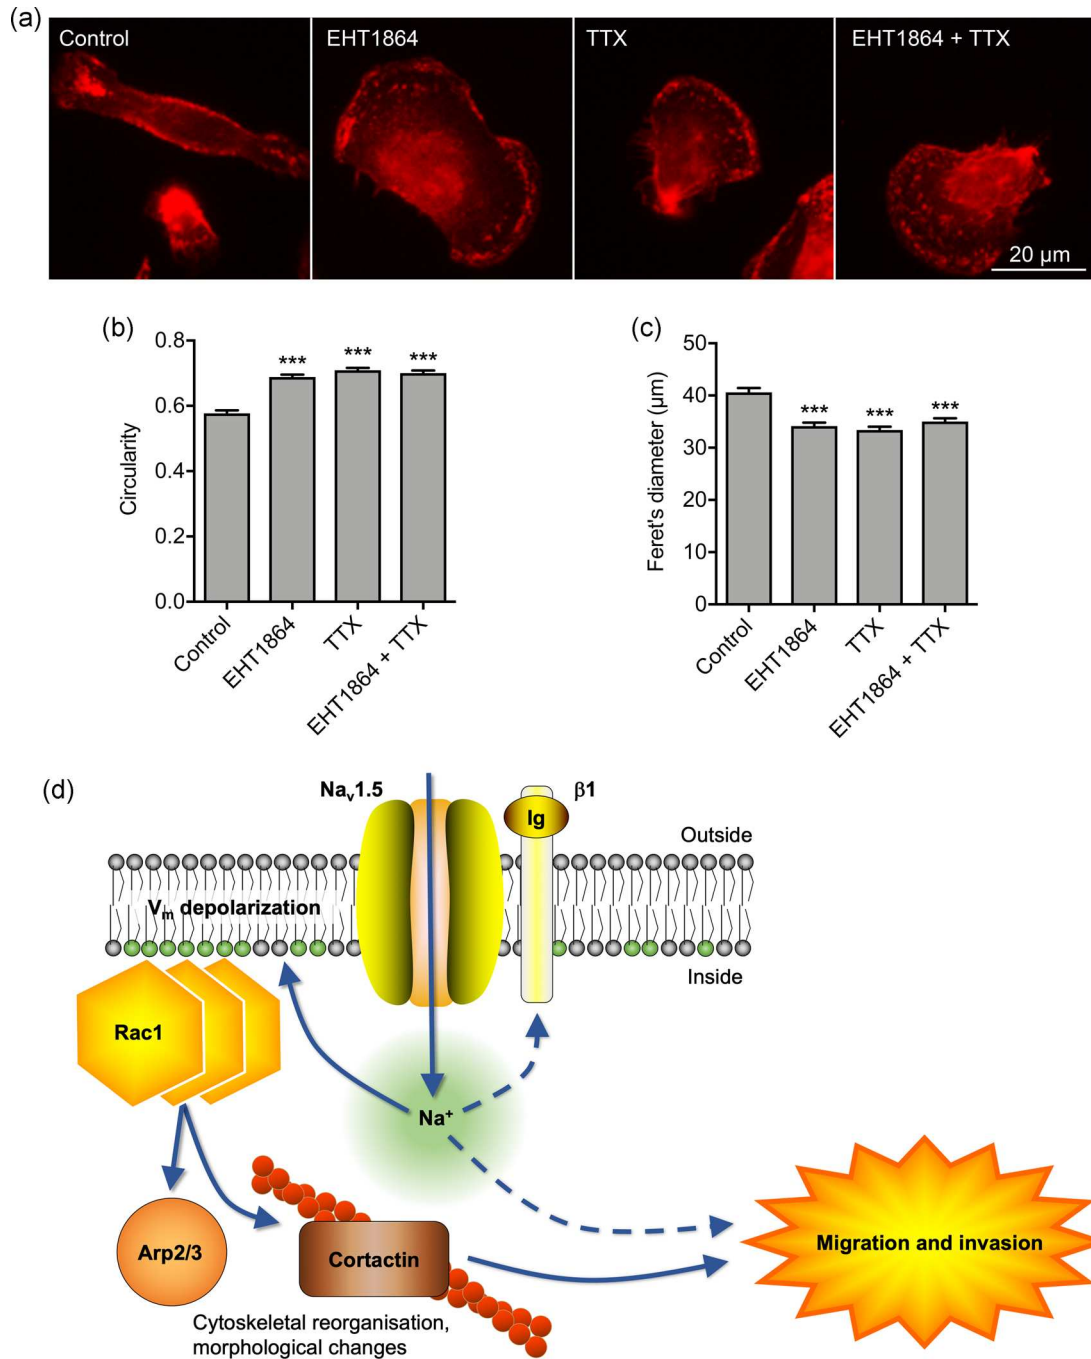 (a)
Control
EHT1864
TTX
EHT1864 + TTX
20 μm
(b)
Circularity
0.8
0.6
0.4
0.2
0.0
***
***
***
Control
EHT1864
TTX
EHT1864 + TTX
(c)
Feret's diameter (μm)
50
40
30
20
10
0
***
***
***
Control
EHT1864
TTX
EHT1864 + TTX
(d)
Nav1.5
β1
Ig
Outside
Vm depolarization
Inside
Rac1
Na+
Arp2/3
Cortactin
Migration and invasion
Cytoskeletal reorganisation,
morphological changes